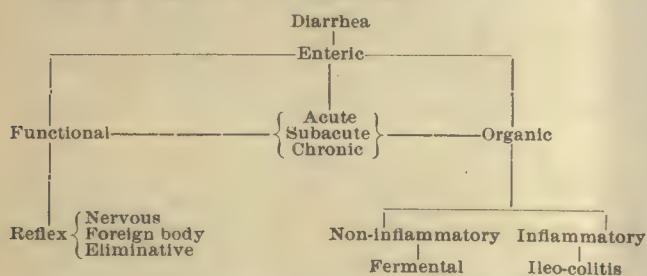 Diarrhea
Enteric
Functional { Acute Subacute Chronic } Organic
Reflex { Nervous Foreign body Eliminative
Non-inflammatory Inflammatory
Fermental Ileo-colitis